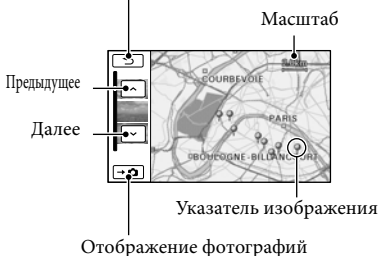 Масштаб
Предыдущее
COURBEVOIE
PARIS
Далее
BOULOGNE-BILLANCOURT
Указатель изображения
Отображение фотографий